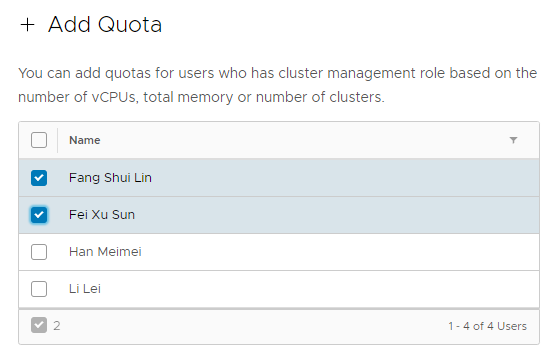 + Add Quota
You can add quotas for users who has cluster management role based on the
number of vCPUs, total memory or number of clusters.
Name
Fang Shui Lin
Fei Xu Sun
Han Meimei
Li Lei
2 1 - 4 of 4 Users